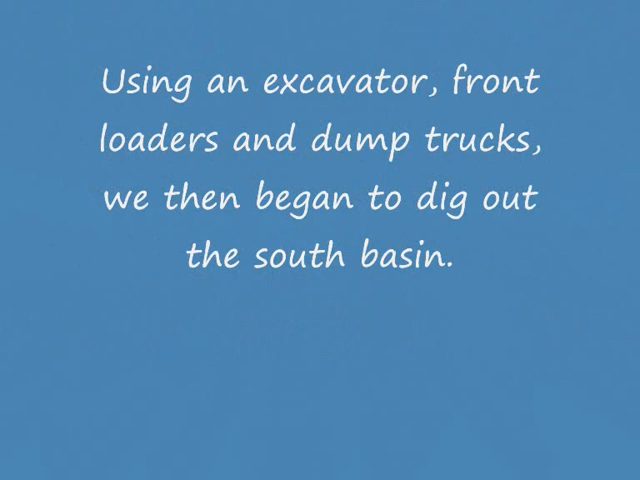 Using an excavator, front
loaders and dump trucks,
we then began to dig out
the south basin.